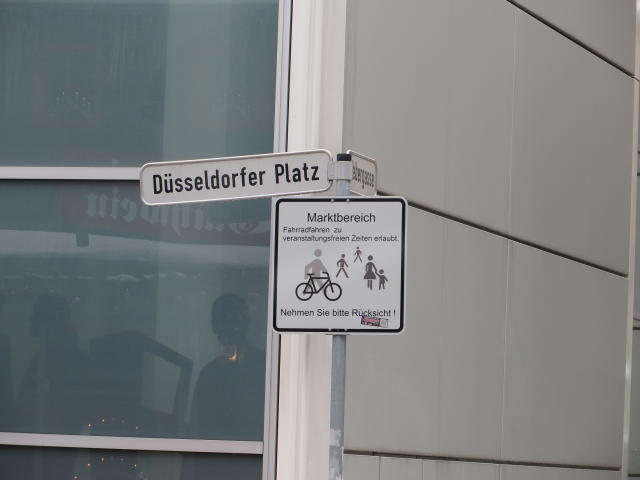 Düsseldorfer Platz
Marktbereich
Fahrradfahren zu
veranstaltungsfreien Zeiten erlaubt.
Nehmen Sie bitte Rücksicht !